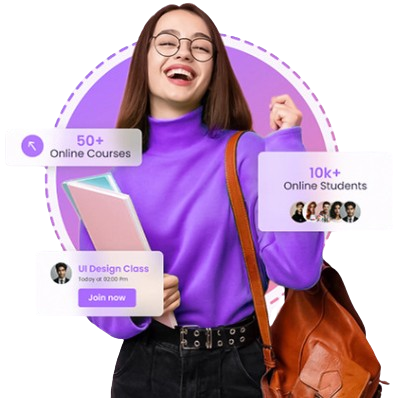 50+
Online Courses
10k+
Online Students
UI Design Class
Today at 02:00 PM
Join now